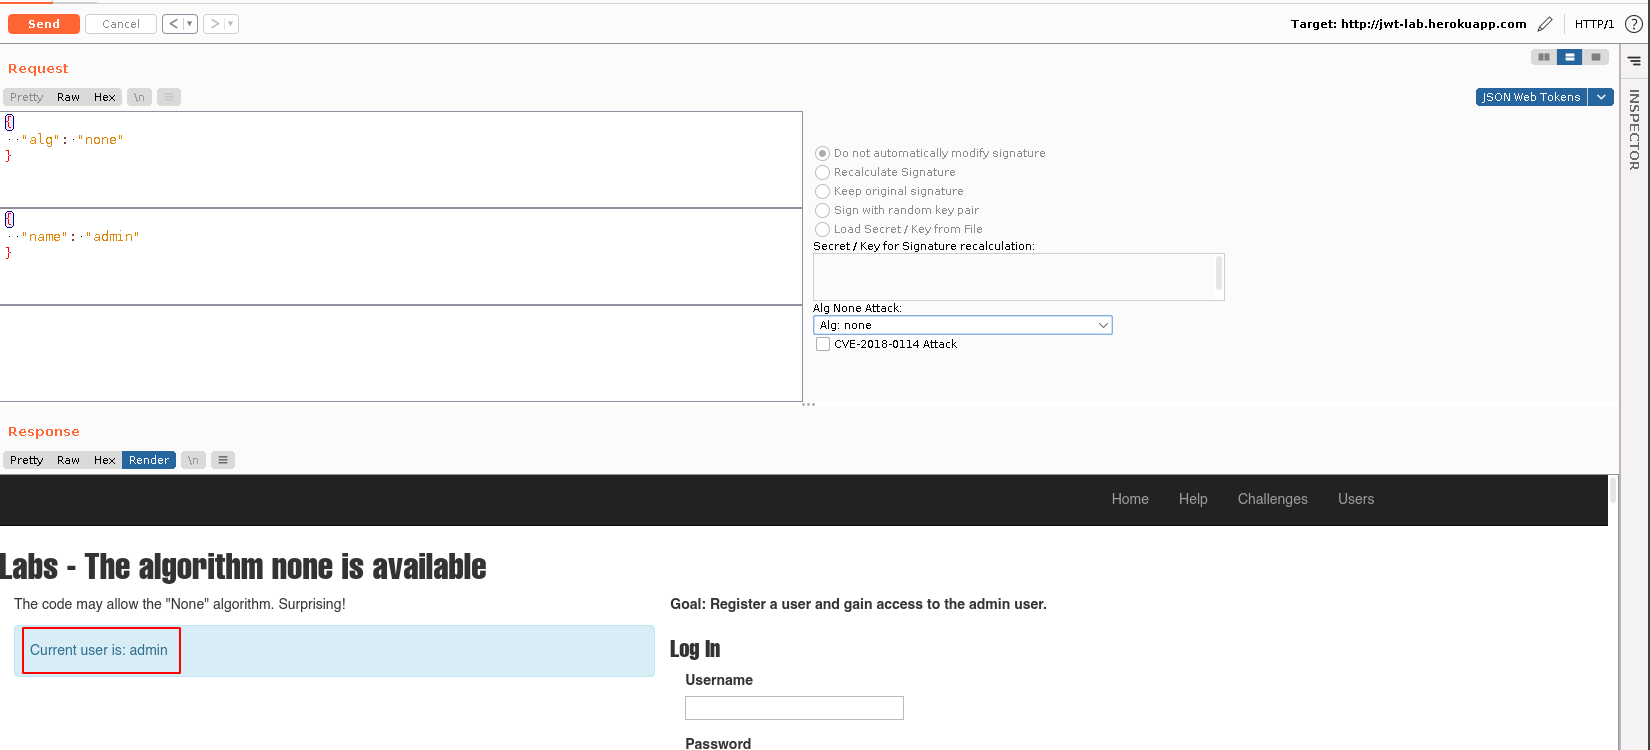 Send Cancel < ▾ > ▾ Target: http://jwt-lab.herokuapp.com HTTP/1 ?
Request
Pretty Raw Hex \n ≡
JSON Web Tokens
INSPECTOR
{
"alg": "none"
}
{
"name": "admin"
}
Do not automatically modify signature
Recalculate Signature
Keep original signature
Sign with random key pair
Load Secret / Key from File
Secret / Key for Signature recalculation:
Alg None Attack:
Alg: none
CVE-2018-0114 Attack
Response
Pretty Raw Hex Render \n ≡
Home Help Challenges Users
Labs - The algorithm none is available
The code may allow the "None" algorithm. Surprising!
Current user is: admin
Goal: Register a user and gain access to the admin user.
Log In
Username
Password